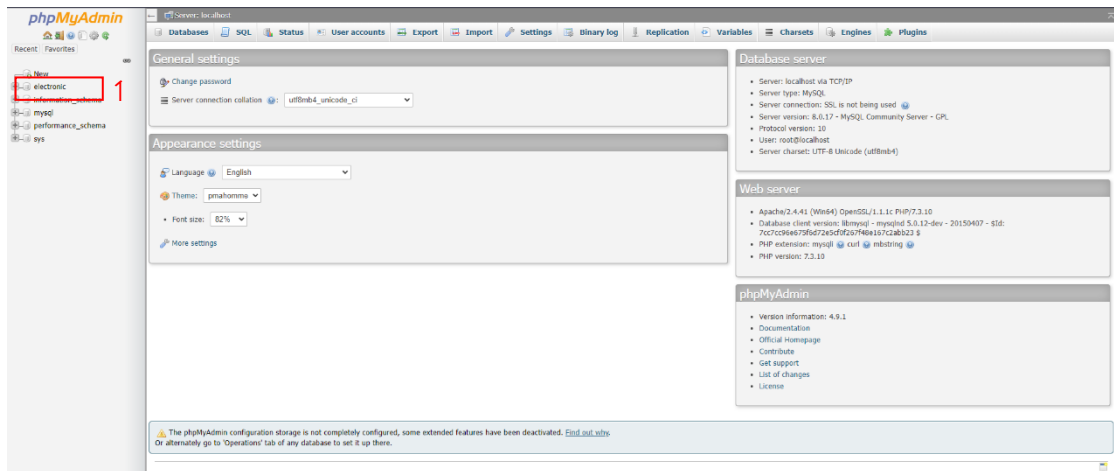 phpMyAdmin
Recent Favorites
New
electronic
1
information_schema
mysql
performance_schema
sys
Server: localhost
Databases SQL Status User accounts Export Import Settings Binary log Replication Variables Charsets Engines Plugins
General settings
Change password
Server connection collation : utf8mb4_unicode_ci
Appearance settings
Language English
Theme: pmahomme
• Font size: 82%
More settings
Database server
• Server: localhost via TCP/IP
• Server type: MySQL
• Server connection: SSL is not being used
• Server version: 8.0.17 - MySQL Community Server - GPL
• Protocol version: 10
• User: root@localhost
• Server charset: UTF-8 Unicode (utf8mb4)
Web server
• Apache/2.4.41 (Win64) OpenSSL/1.1.1c PHP/7.3.10
• Database client version: libmysql - mysqlnd 5.0.12-dev - 20150407 - $Id:
7cc7cc96e675f6d72e5cf0f267f48e167c2abb23 $
• PHP extension: mysqli curl mbstring
• PHP version: 7.3.10
phpMyAdmin
• Version information: 4.9.1
• Documentation
• Official Homepage
• Contribute
• Get support
• List of changes
• License
The phpMyAdmin configuration storage is not completely configured, some extended features have been deactivated. Find out why.
Or alternately go to 'Operations' tab of any database to set it up there.